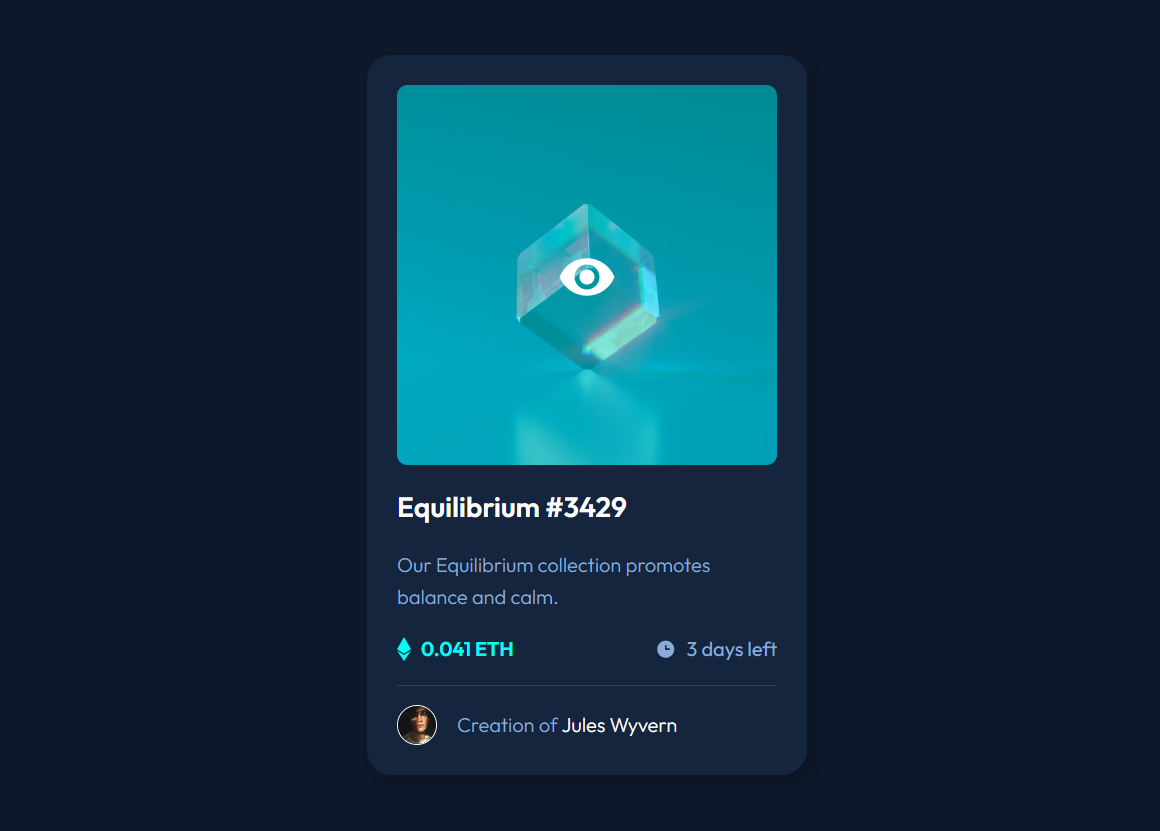 Equilibrium #3429
Our Equilibrium collection promotes
balance and calm.
0.041 ETH
3 days left
Creation of Jules Wyvern